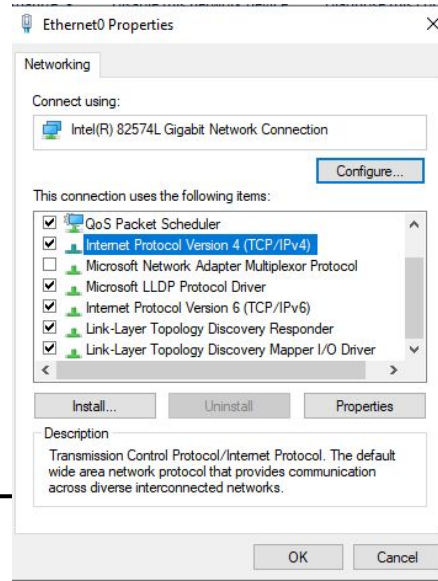 Ethernet0 Properties
Networking
Connect using:
Intel(R) 82574L Gigabit Network Connection
Configure...
This connection uses the following items:
QoS Packet Scheduler
Internet Protocol Version 4 (TCP/IPv4)
Microsoft Network Adapter Multiplexor Protocol
Microsoft LLDP Protocol Driver
Internet Protocol Version 6 (TCP/IPv6)
Link-Layer Topology Discovery Responder
Link-Layer Topology Discovery Mapper I/O Driver
Install...
Uninstall
Properties
Description
Transmission Control Protocol/Internet Protocol. The default
wide area network protocol that provides communication
across diverse interconnected networks.
OK
Cancel